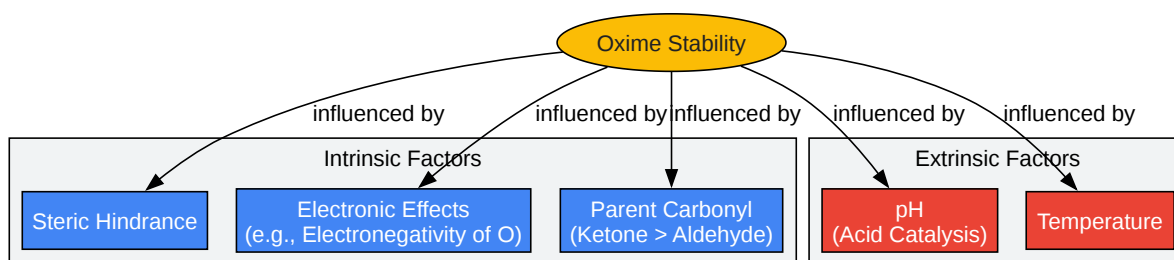 Oxime Stability
influenced by
influenced by
influenced by
influenced by
influenced by
Intrinsic Factors
Extrinsic Factors
Steric Hindrance
Electronic Effects
(e.g., Electronegativity of O)
Parent Carbonyl
(Ketone > Aldehyde)
pH
(Acid Catalysis)
Temperature